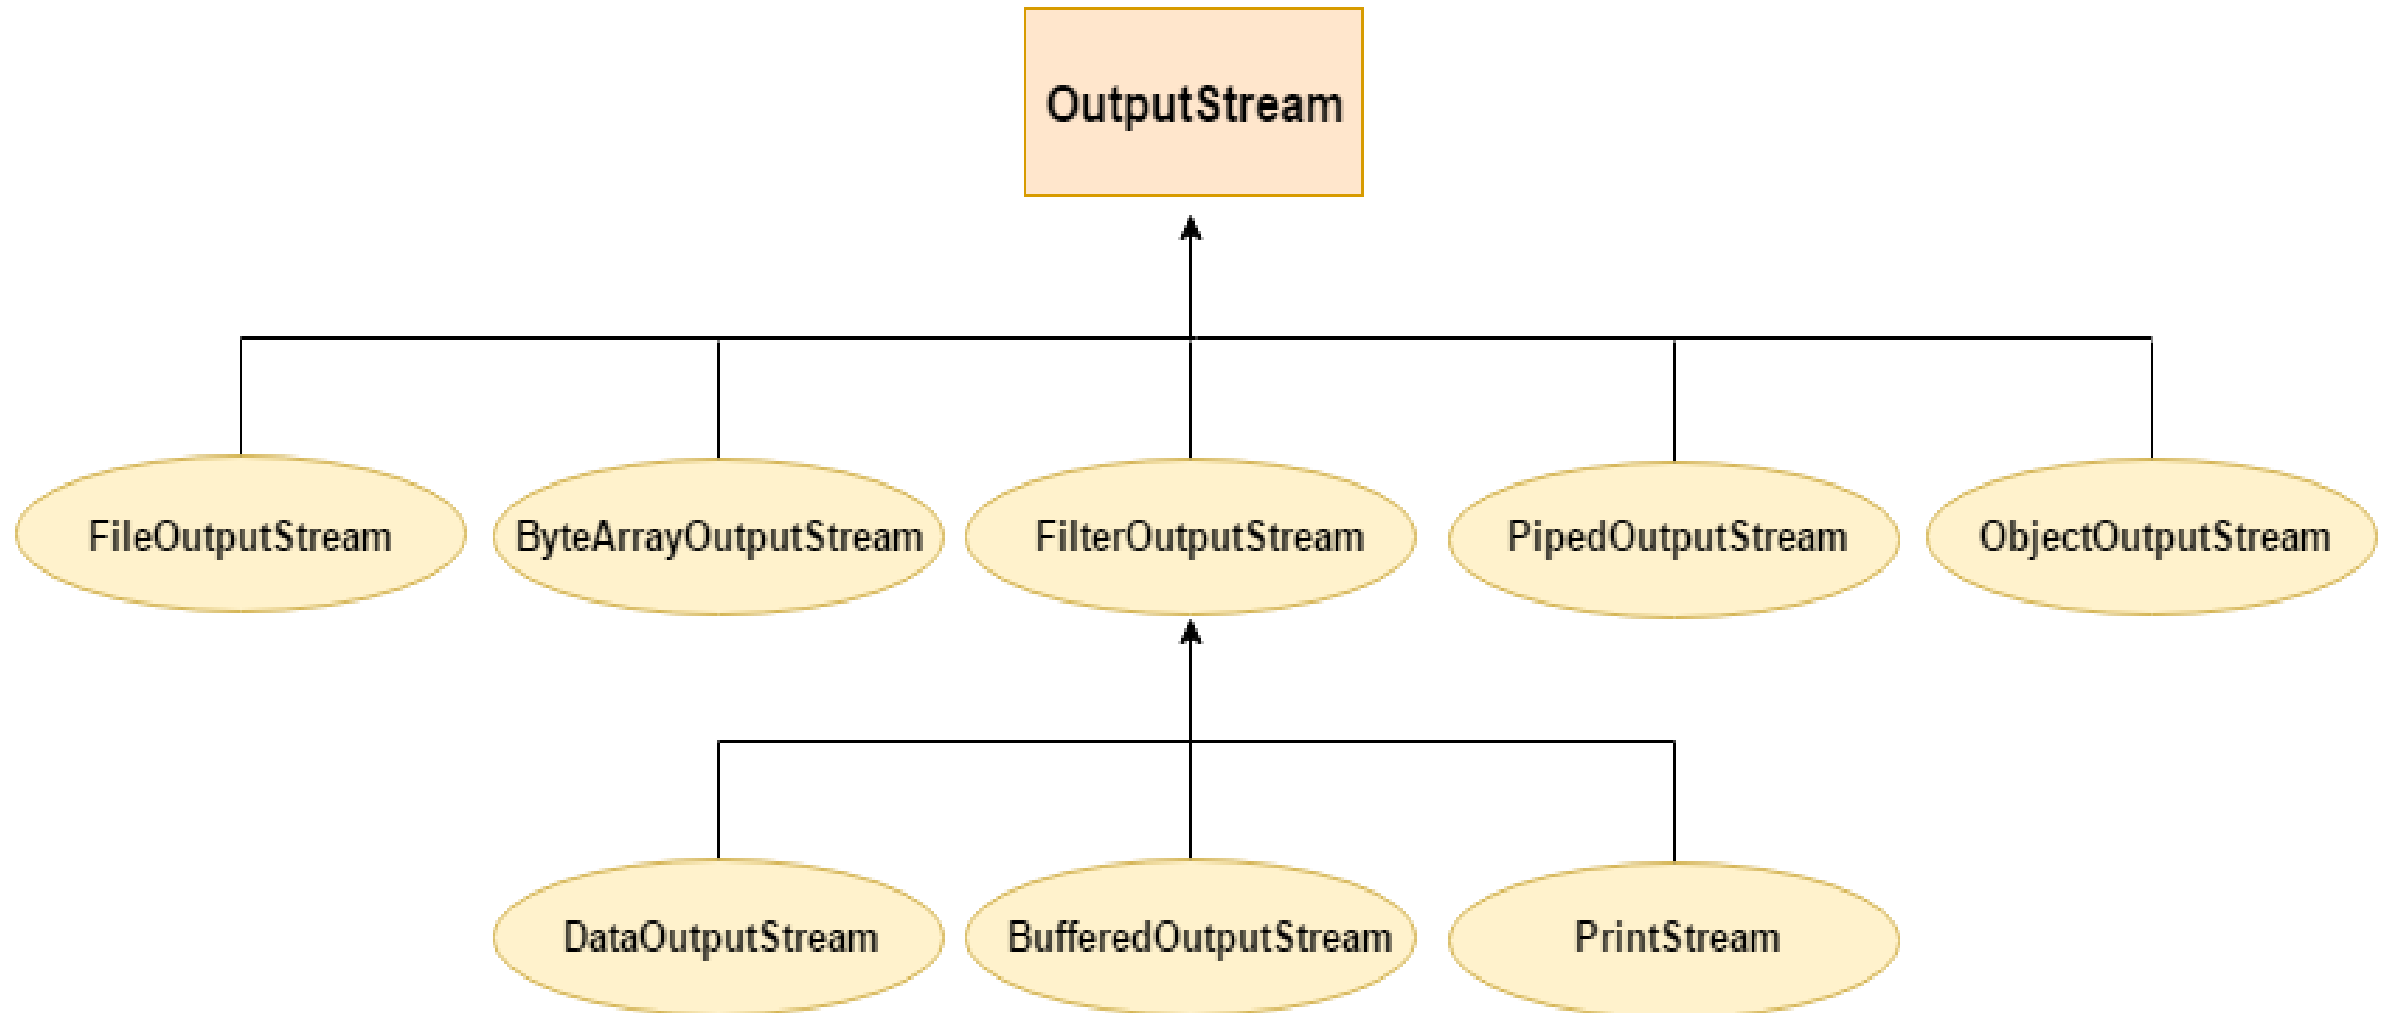 OutputStream
FileOutputStream
ByteArrayOutputStream
FilterOutputStream
PipedOutputStream
ObjectOutputStream
DataOutputStream
BufferedOutputStream
PrintStream